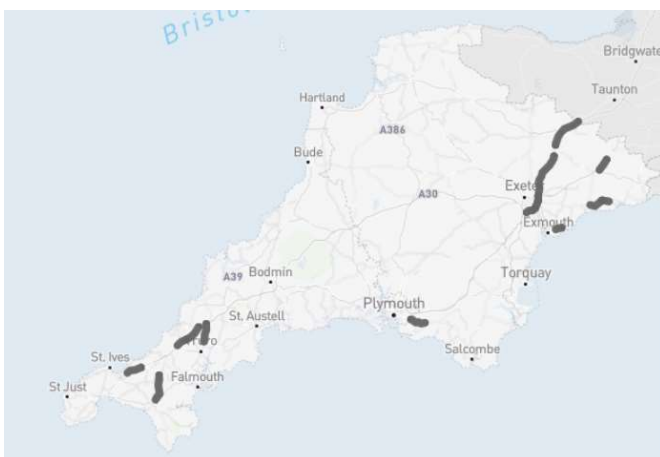 Bristo
Bridgwate
Taunton
Hartland
A386
Bude
A30
Exete
Exmouth
Torquay
A39
Bodmin
Plymouth
St. Austell
Salcombe
St. Ives
St Just
Falmouth